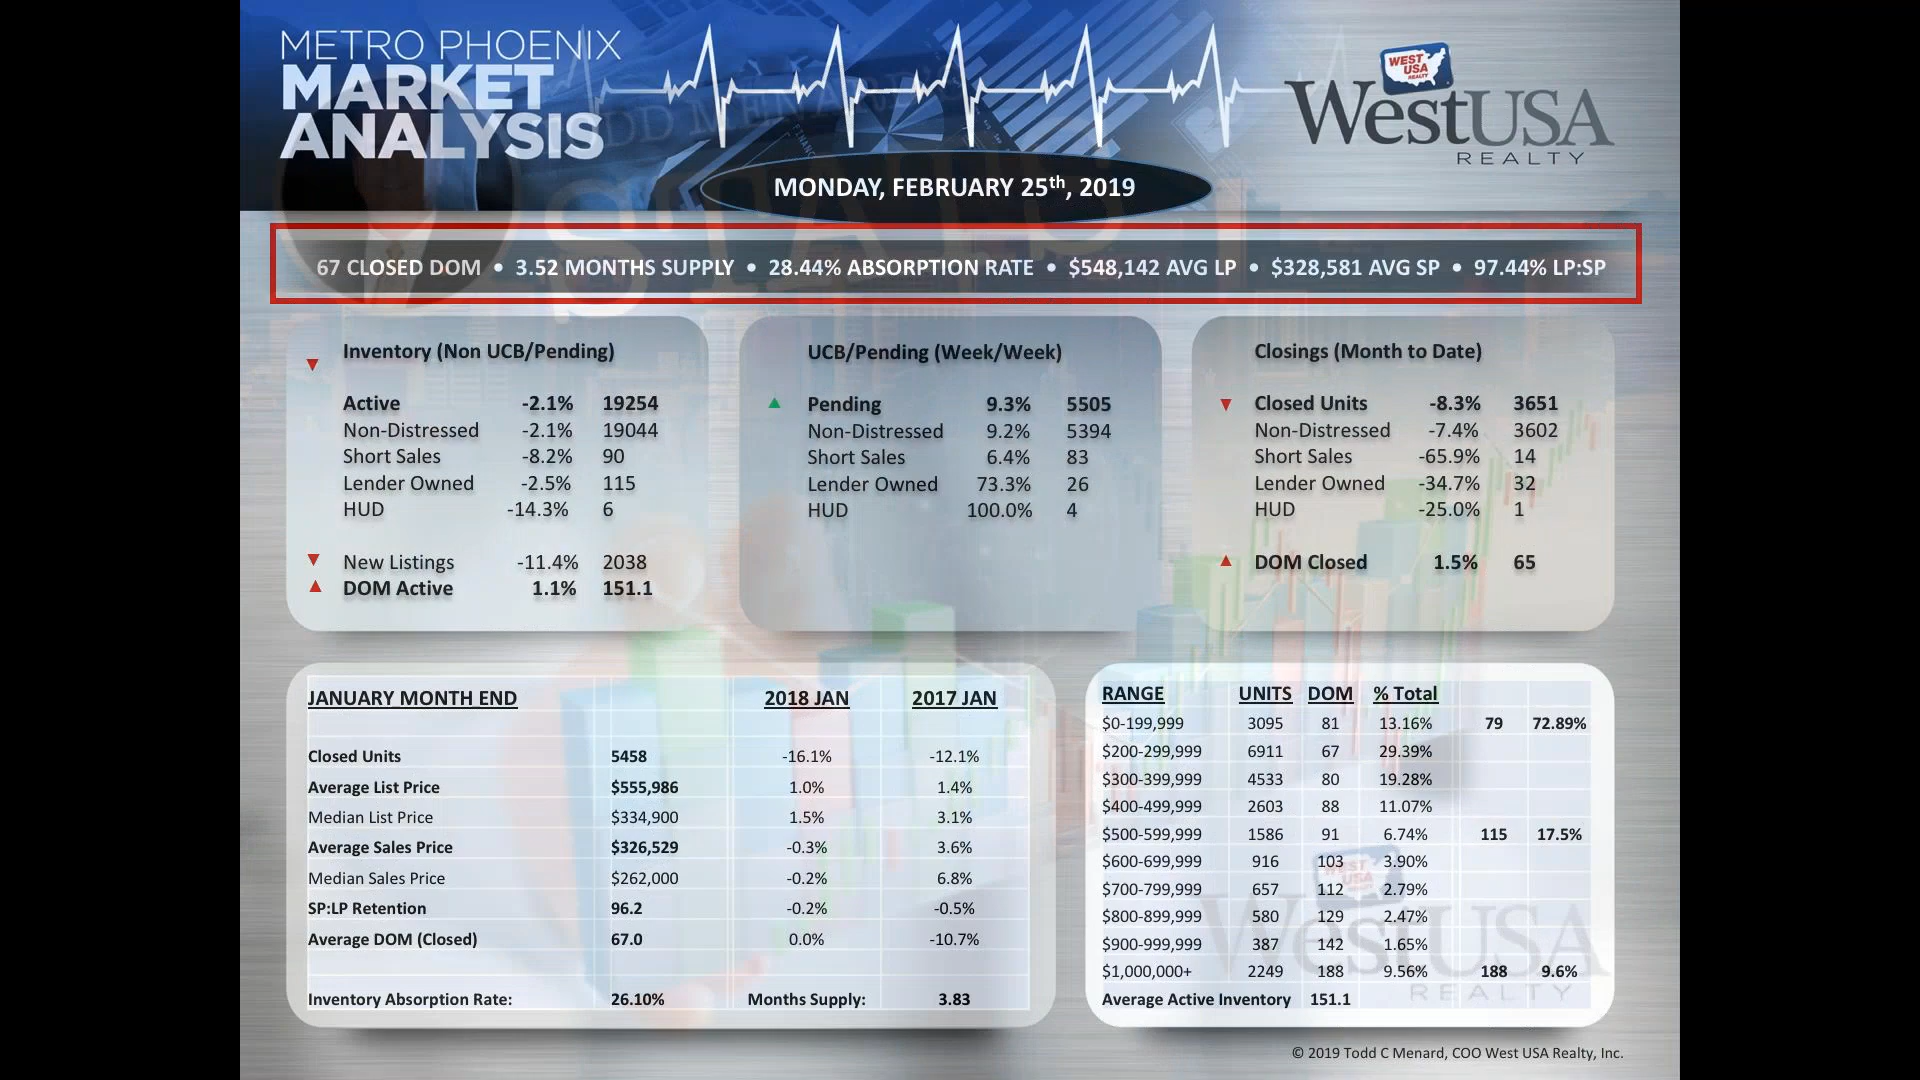 METRO PHOENIX
MARKET
ANALYSIS
WEST
USA
REALTY
WestUSA
REALTY
MONDAY, FEBRUARY 25th, 2019
67 CLOSED DOM • 3.52 MONTHS SUPPLY • 28.44% ABSORPTION RATE • $548,142 AVG LP • $328,581 AVG SP • 97.44% LP:SP
Inventory (Non UCB/Pending)
Active -2.1% 19254
Non-Distressed -2.1% 19044
Short Sales -8.2% 90
Lender Owned -2.5% 115
HUD -14.3% 6
New Listings -11.4% 2038
DOM Active 1.1% 151.1
UCB/Pending (Week/Week)
Pending 9.3% 5505
Non-Distressed 9.2% 5394
Short Sales 6.4% 83
Lender Owned 73.3% 26
HUD 100.0% 4
Closings (Month to Date)
Closed Units -8.3% 3651
Non-Distressed -7.4% 3602
Short Sales -65.9% 14
Lender Owned -34.7% 32
HUD -25.0% 1
DOM Closed 1.5% 65
JANUARY MONTH END 2018 JAN 2017 JAN
Closed Units 5458 -16.1% -12.1%
Average List Price $555,986 1.0% 1.4%
Median List Price $334,900 1.5% 3.1%
Average Sales Price $326,529 -0.3% 3.6%
Median Sales Price $262,000 -0.2% 6.8%
SP:LP Retention 96.2 -0.2% -0.5%
Average DOM (Closed) 67.0 0.0% -10.7%
Inventory Absorption Rate: 26.10% Months Supply: 3.83
RANGE UNITS DOM % Total
$0-199,999 3095 81 13.16% 79 72.89%
$200-299,999 6911 67 29.39%
$300-399,999 4533 80 19.28%
$400-499,999 2603 88 11.07%
$500-599,999 1586 91 6.74% 115 17.5%
$600-699,999 916 103 3.90%
$700-799,999 657 112 2.79%
$800-899,999 580 129 2.47%
$900-999,999 387 142 1.65%
$1,000,000+ 2249 188 9.56% 188 9.6%
Average Active Inventory 151.1
WEST
USA
WestUSA
REALTY
© 2019 Todd C Menard, COO West USA Realty, Inc.